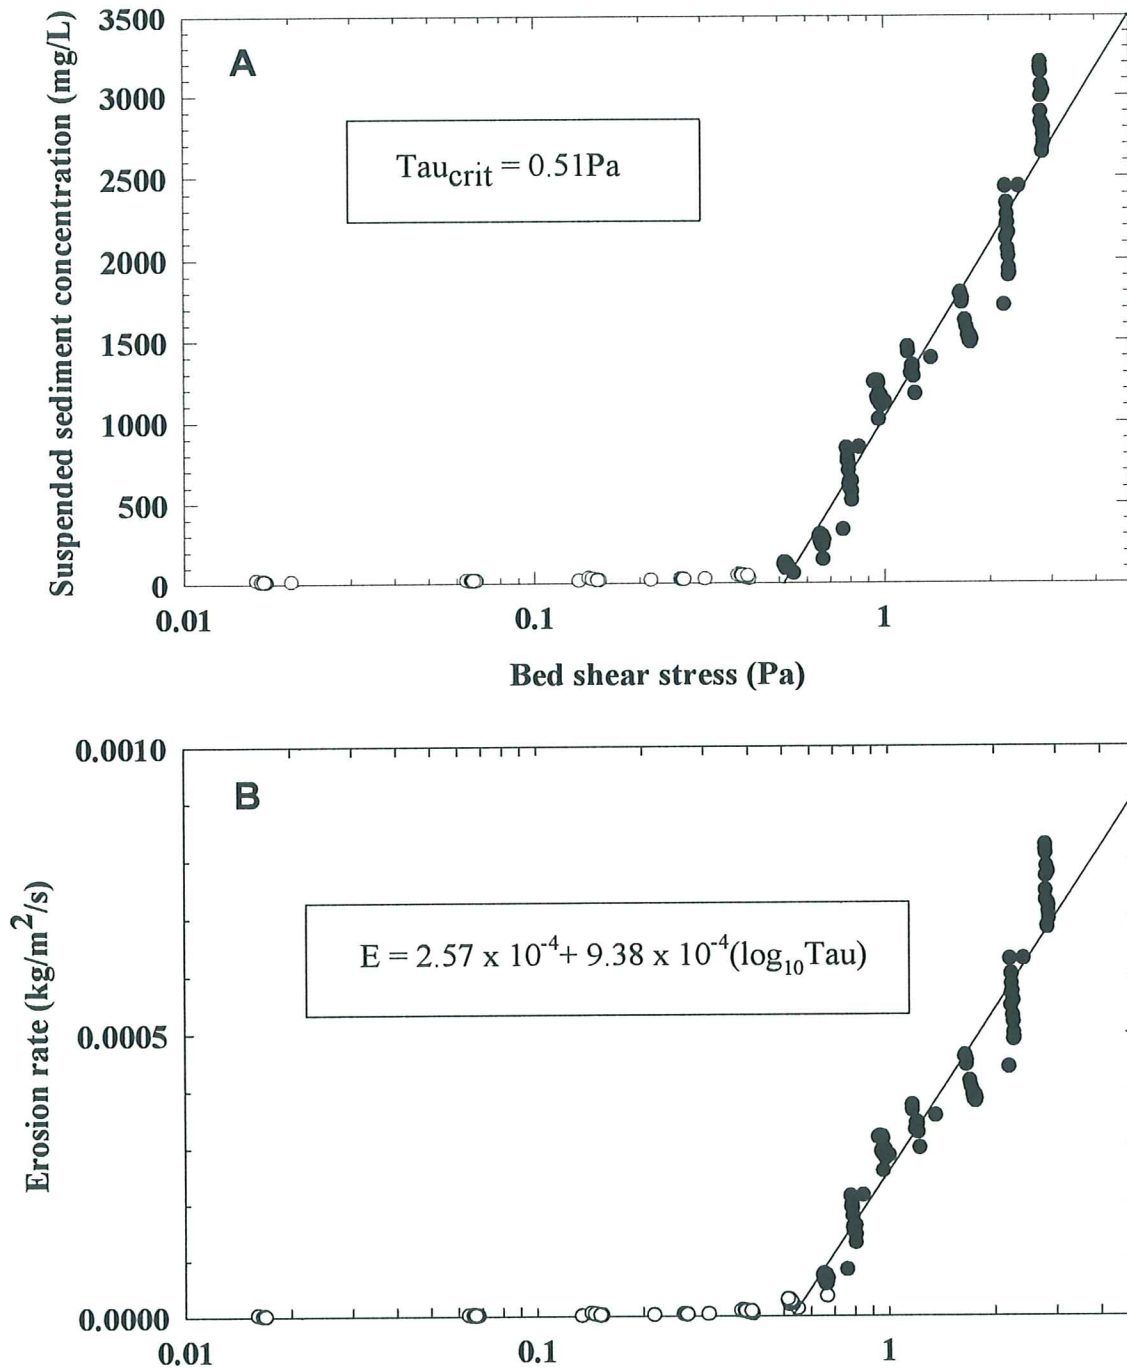 A
Suspended sediment concentration (mg/L)
3500
3000
2500
2000
1500
1000
500
0
Tau_crit = 0.51Pa
0.01 0.1 1
Bed shear stress (Pa)
B
Erosion rate (kg/m²/s)
0.0010
0.0005
0.0000
E = 2.57 x 10⁻⁴+ 9.38 x 10⁻⁴(log₁₀Tau)
0.01 0.1 1